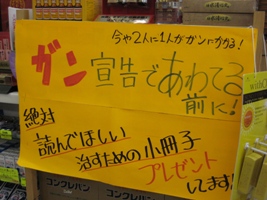 今や2人に1人がガンにかかる!
ガン宣告であわてる
前に!
絶対
読んでほしい
治すための小冊子
プレゼント
してます!
コンクレバン
コンクレバン